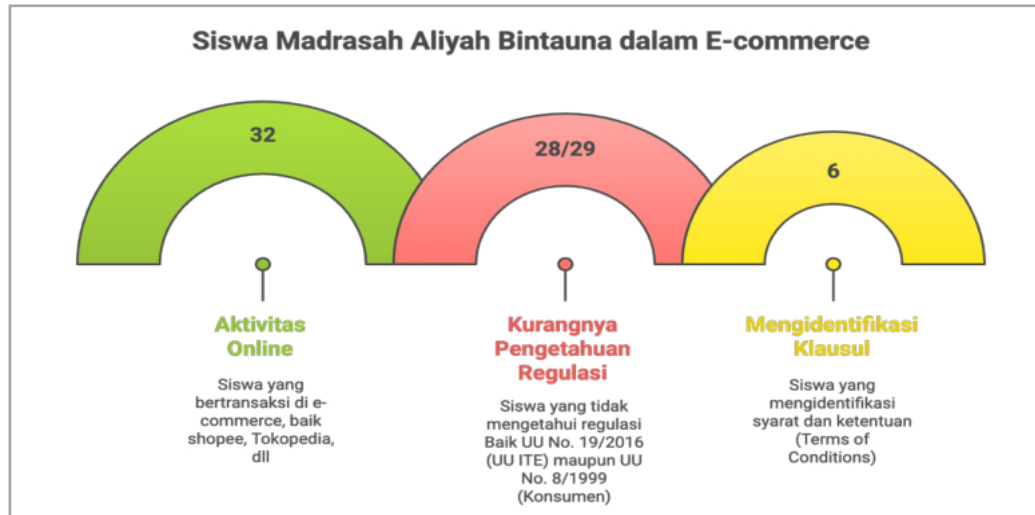 Siswa Madrasah Aliyah Bintauna dalam E-commerce
32
28/29
6
Aktivitas
Online
Siswa yang
bertransaksi di e-
commerce, baik
shopee, Tokopedia,
dll
Kurangnya
Pengetahuan
Regulasi
Siswa yang tidak
mengetahui regulasi
Baik UU No. 19/2016
(UU ITE) maupun UU
No. 8/1999
(Konsumen)
Mengidentifikasi
Klausul
Siswa yang
mengidentifikasi
syarat dan ketentuan
(Terms of
Conditions)